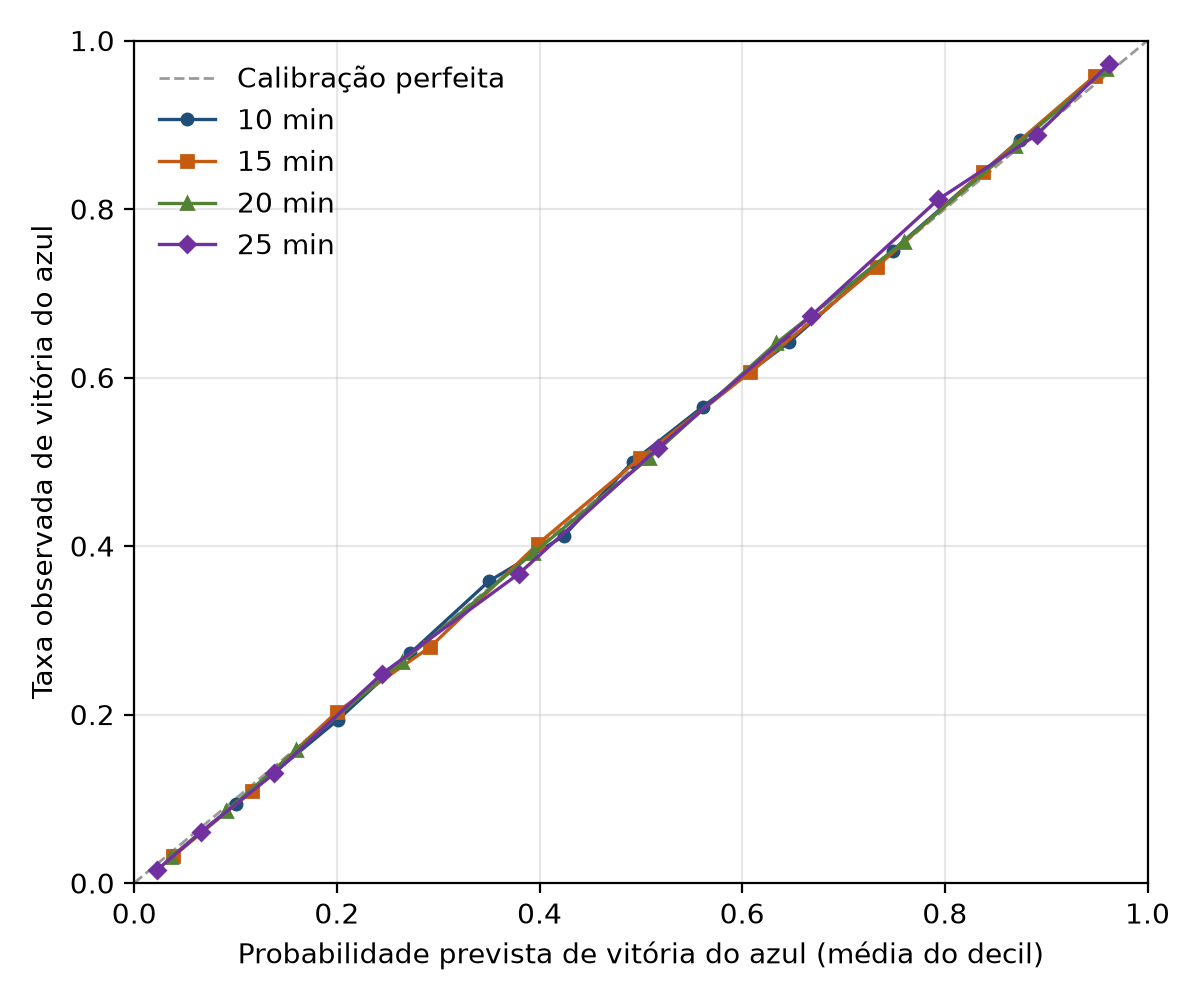 Calibração perfeita
10 min
15 min
20 min
25 min
Taxa observada de vitória do azul
1.0
0.8
0.6
0.4
0.2
0.0
0.0 0.2 0.4 0.6 0.8 1.0
Probabilidade prevista de vitória do azul (média do decil)